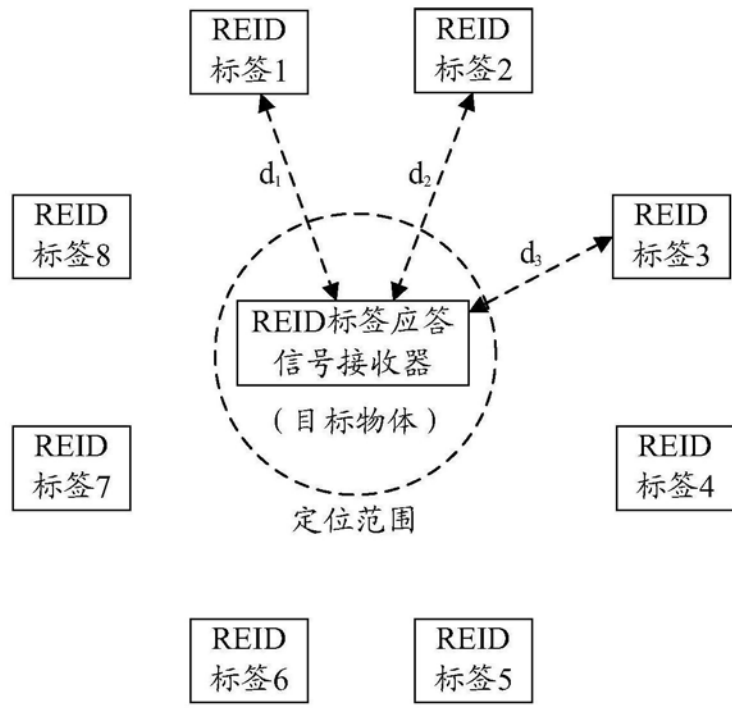 REID
标签1
REID
标签2
d₁
d₂
REID
标签8
REID
标签3
d₃
REID标签应答
信号接收器
(目标物体)
REID
标签7
REID
标签4
定位范围
REID
标签6
REID
标签5